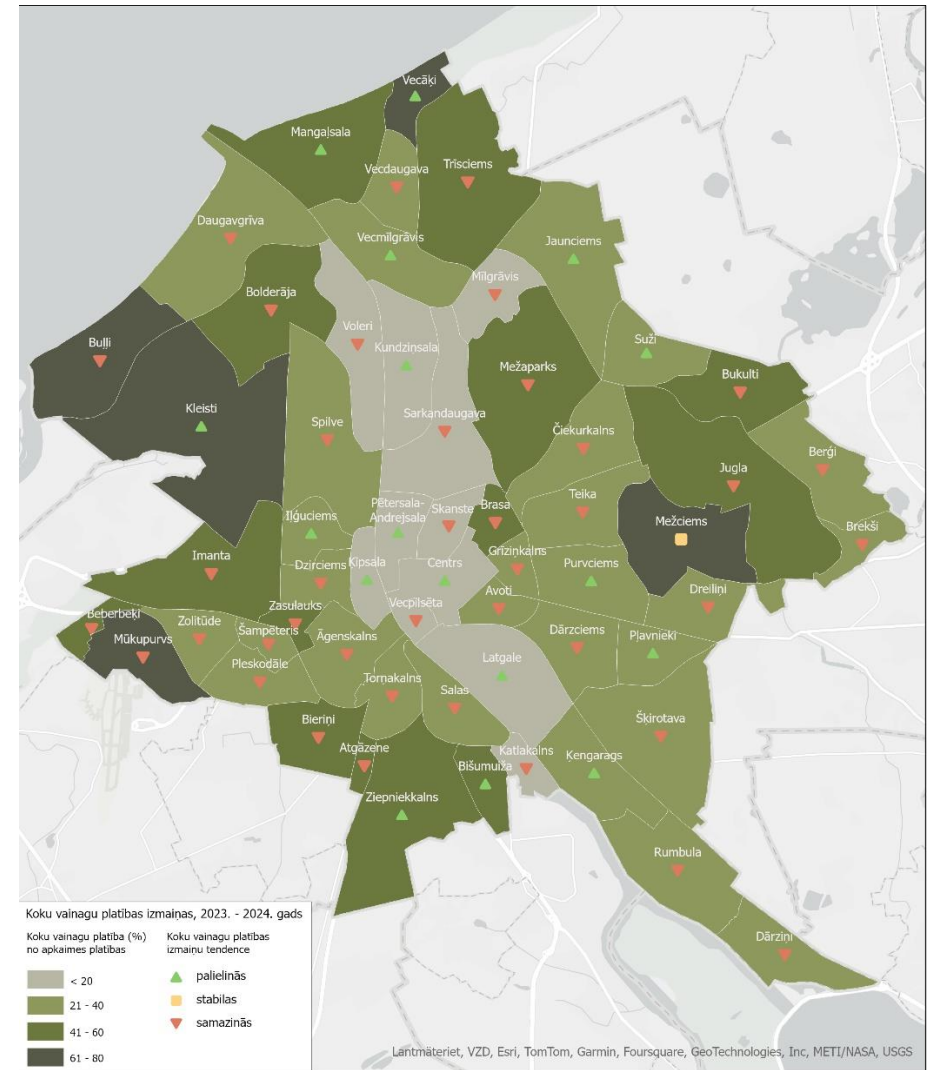 Vecāķi
Mangaļsala
Vecdaugava
Trīsciems
Daugavgrīva
Vecmīlgrāvis
Jaunciems
Bolderāja
Mīlgrāvis
Voleri
Kundziņsala
Suži
Buļļi
Mežaparks
Bukulti
Kleisti
Sarkandaugava
Spilve
Čiekurkalns
Berģi
Jugla
Teika
Pētersala-
Andrejsala
Skanste
Brasa
Iļģuciems
Mežciems
Brekši
Imanta
Dzirciems
Ķīpsala
Centrs
Grīziņkalns
Purvciems
Dreiliņi
Avoti
Zasulauks
Vecpilsēta
Beberbeķi
Zolitūde
Šampēteris
Āgenskalns
Dārzciems
Pļavnieki
Mūkupurvs
Pleskodāle
Latgale
Torņakalns
Salas
Bieriņi
Šķirotava
Atgāzene
Katlakalns
Bišumuiža
Ķengarags
Ziepniekkalns
Rumbula
Dārziņi
Koku vainagu platības izmaiņas, 2023. - 2024. gads
Koku vainagu platība (%)
no apkaimes platības
< 20
21 - 40
41 - 60
61 - 80
Koku vainagu platības
izmaiņu tendence
palielinās
stabilas
samazinās
Lantmäteriet, VZD, Esri, TomTom, Garmin, Foursquare, GeoTechnologies, Inc, METI/NASA, USGS